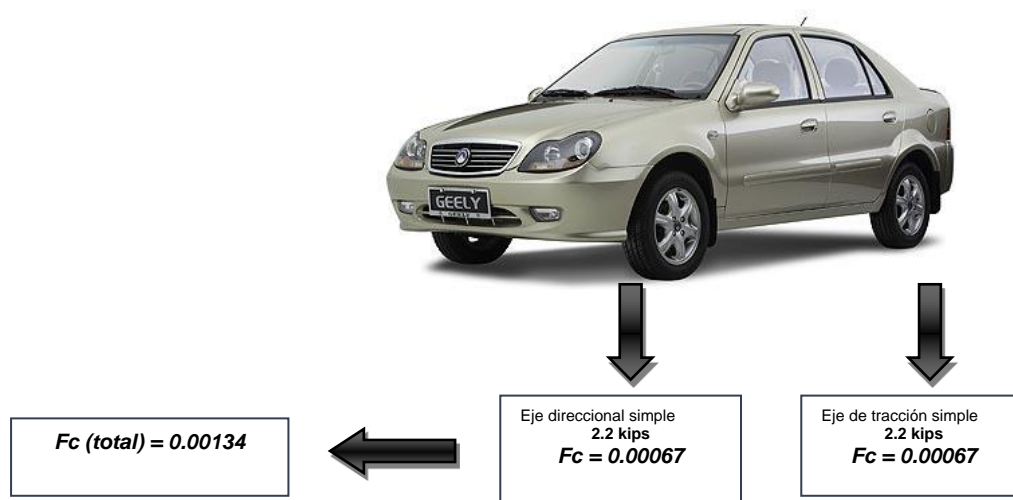 GEELY
GEELY
Eje direccional simple
2.2 kips
Fc = 0.00067
Eje de tracción simple
2.2 kips
Fc = 0.00067
Fc (total) = 0.00134